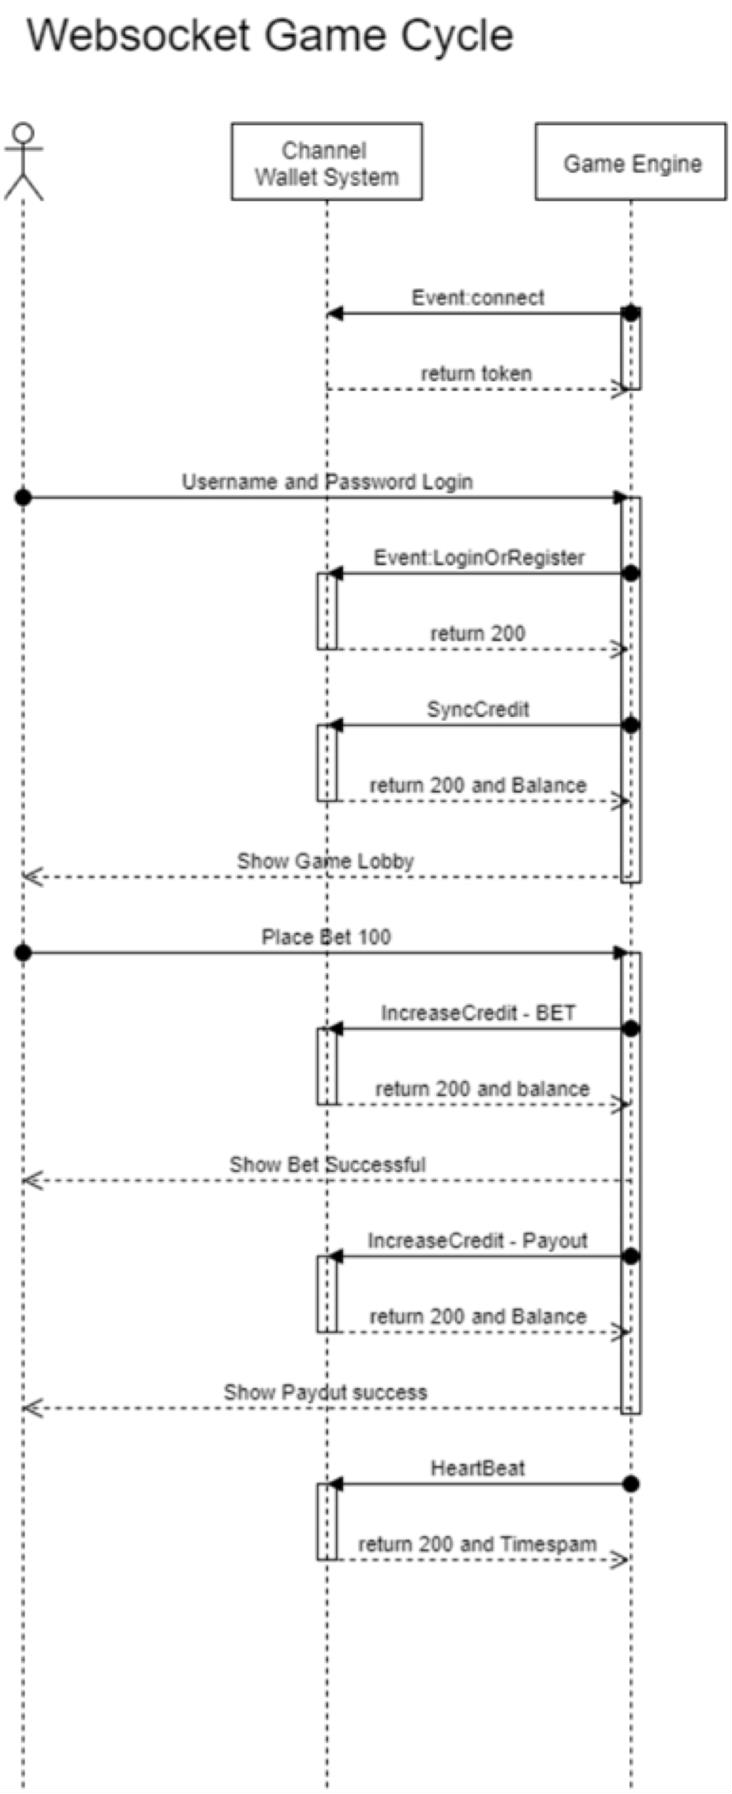 Websocket Game Cycle
Channel
Wallet System
Game Engine
Event:connect
return token
Username and Password Login
Event:LoginOrRegister
return 200
SyncCredit
return 200 and Balance
Show Game Lobby
Place Bet 100
IncreaseCredit - BET
return 200 and balance
Show Bet Successful
IncreaseCredit - Payout
return 200 and Balance
Show Payout success
HeartBeat
return 200 and Timespam